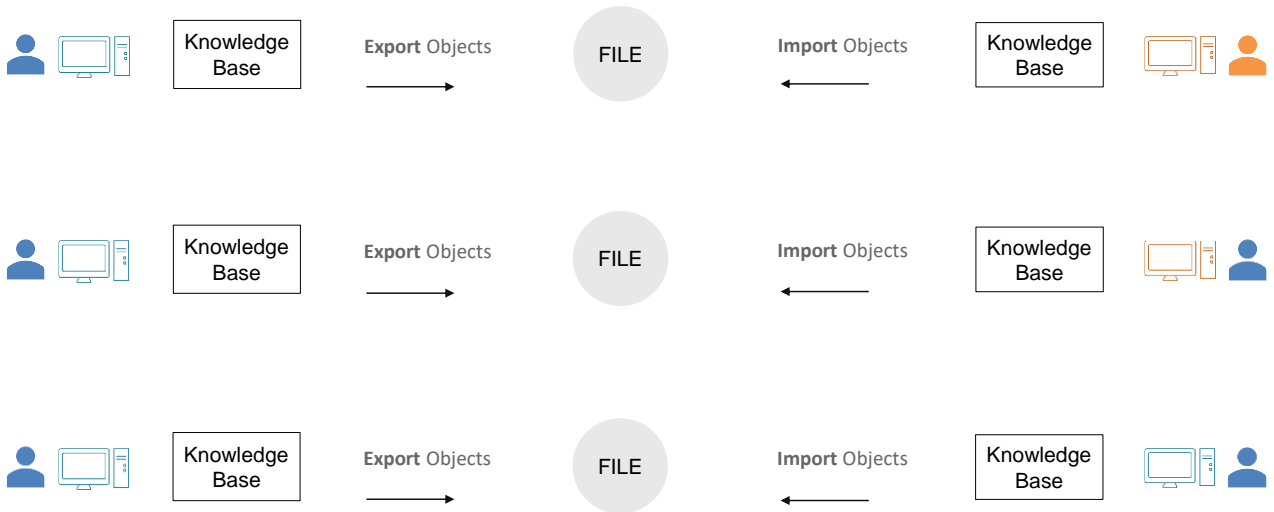 Knowledge
Base
Export Objects
FILE
Import Objects
Knowledge
Base
Knowledge
Base
Export Objects
FILE
Import Objects
Knowledge
Base
Knowledge
Base
Export Objects
FILE
Import Objects
Knowledge
Base